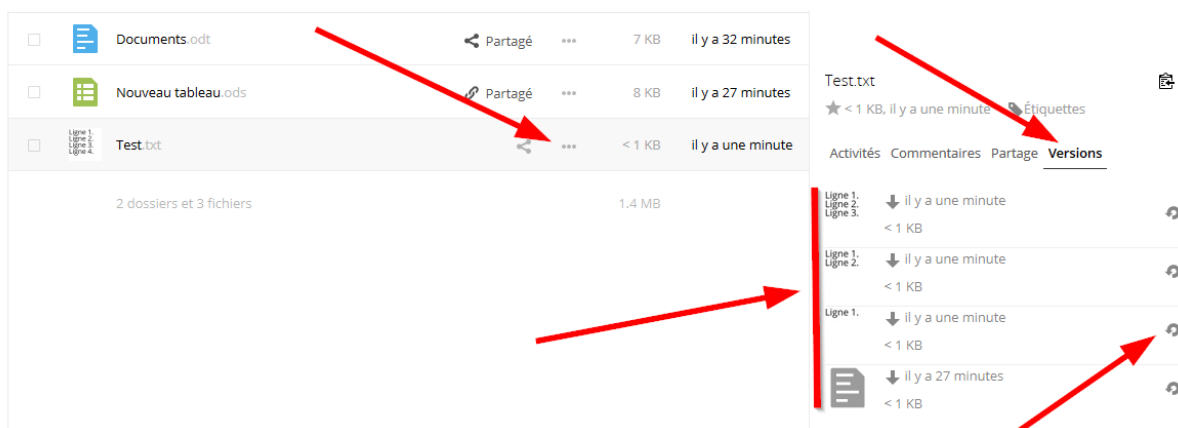 Documents.odt Partagé ... 7 KB il y a 32 minutes
Nouveau tableau.ods Partagé ... 8 KB il y a 27 minutes
Ligne 1.
Ligne 2.
Ligne 3.
Ligne 4.
Test.txt ... < 1 KB il y a une minute
2 dossiers et 3 fichiers 1.4 MB
Test.txt
< 1 KB, il y a une minute Étiquettes
Activités Commentaires Partage Versions
Ligne 1.
Ligne 2.
Ligne 3.
il y a une minute
< 1 KB
Ligne 1.
Ligne 2.
il y a une minute
< 1 KB
Ligne 1.
il y a une minute
< 1 KB
il y a 27 minutes
< 1 KB